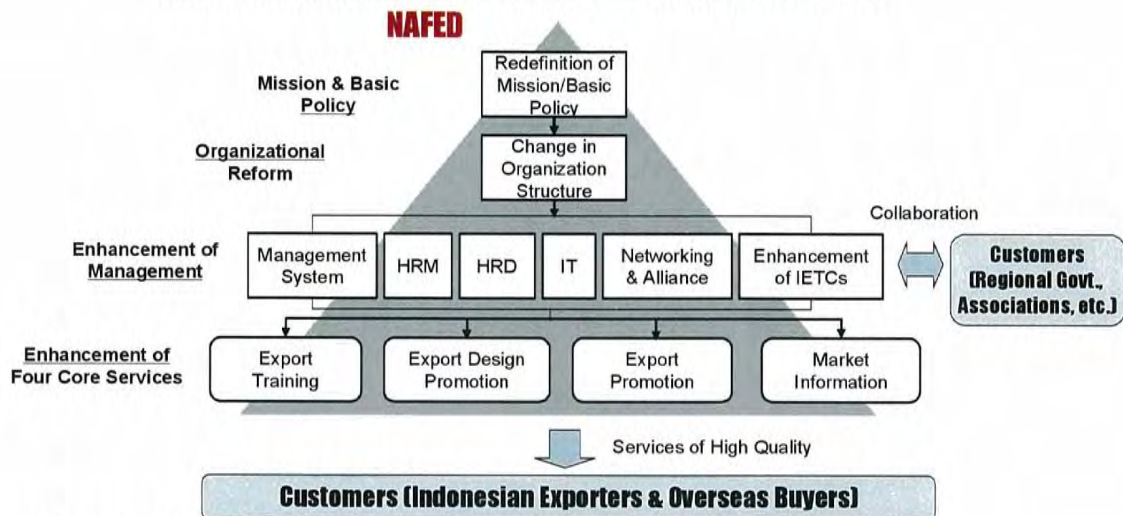 NAFED
Mission & Basic
Policy
Redefinition of
Mission/Basic
Policy
Organizational
Reform
Change in
Organization
Structure
Collaboration
Enhancement of
Management
Management
System
HRM
HRD
IT
Networking
& Alliance
Enhancement
of IETCs
Customers
(Regional Govt.,
Associations, etc.)
Enhancement of
Four Core Services
Export
Training
Export Design
Promotion
Export
Promotion
Market
Information
Services of High Quality
Customers (Indonesian Exporters & Overseas Buyers)